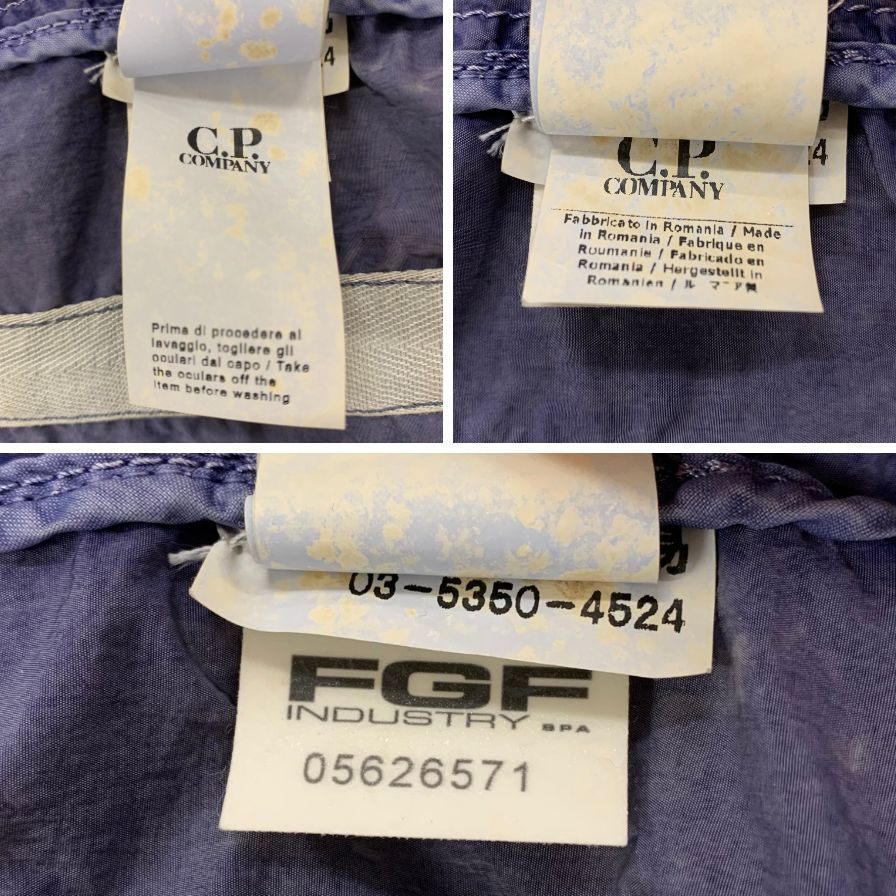 4
C.P.
COMPANY
Prima di procedere al
lavaggio, togliere gli
oculari dal capo / Take
the oculars off the
item before washing
24
C.P.
COMPANY
Fabbricato in Romania / Made
in Romania / Fabrique en
Roumanie / Fabricado en
Romania / Hergestellt in
Romanien / ルーマニア製
03-5350-4524
FGF
INDUSTRY SPA
05626571